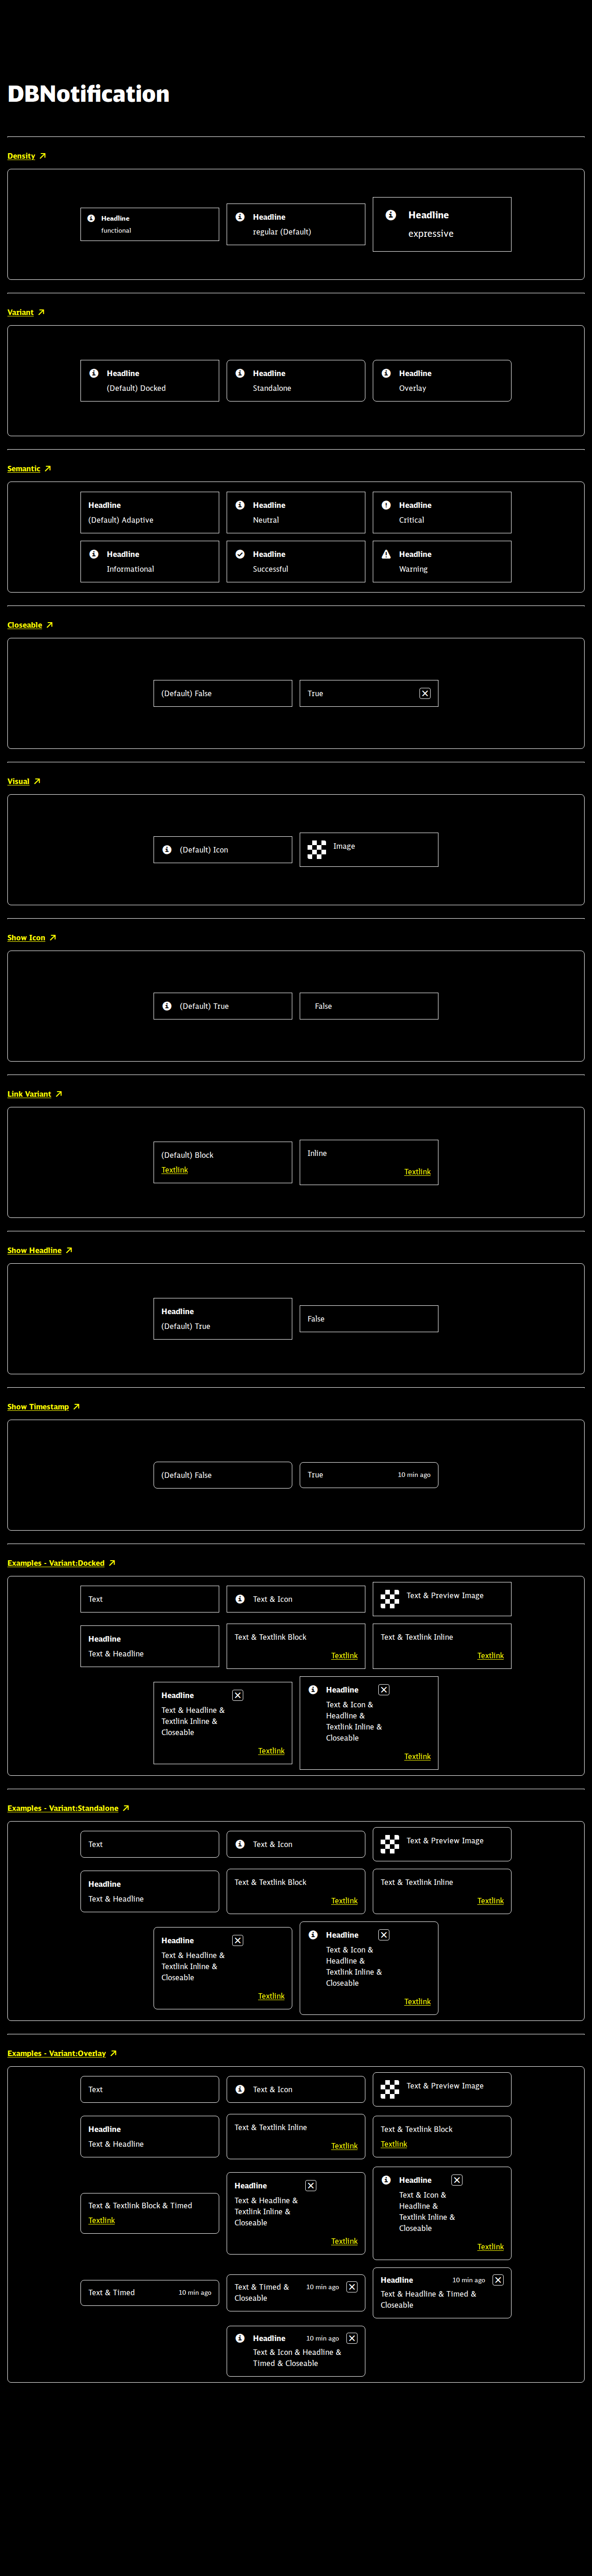 DBNotification
Density
Headline
functional
Headline
regular (Default)
Headline
expressive
Variant
Headline
(Default) Docked
Headline
Standalone
Headline
Overlay
Semantic
Headline
(Default) Adaptive
Headline
Neutral
Headline
Critical
Headline
Informational
Headline
Successful
Headline
Warning
Closeable
(Default) False
True
Visual
(Default) Icon
Image
Show Icon
(Default) True
False
Link Variant
(Default) Block
Textlink
Inline
Textlink
Show Headline
Headline
(Default) True
False
Show Timestamp
(Default) False
True
10 min ago
Examples - Variant:Docked
Text
Text & Icon
Text & Preview Image
Headline
Text & Headline
Text & Textlink Block
Textlink
Text & Textlink Inline
Textlink
Headline
Text & Headline &
Textlink Inline &
Closeable
Textlink
Headline
Text & Icon &
Headline &
Textlink Inline &
Closeable
Textlink
Examples - Variant:Standalone
Text
Text & Icon
Text & Preview Image
Headline
Text & Headline
Text & Textlink Block
Textlink
Text & Textlink Inline
Textlink
Headline
Text & Headline &
Textlink Inline &
Closeable
Textlink
Headline
Text & Icon &
Headline &
Textlink Inline &
Closeable
Textlink
Examples - Variant:Overlay
Text
Text & Icon
Text & Preview Image
Headline
Text & Headline
Text & Textlink Inline
Textlink
Text & Textlink Block
Textlink
Text & Textlink Block & Timed
Textlink
Headline
Text & Headline &
Textlink Inline &
Closeable
Textlink
Headline
Text & Icon &
Headline &
Textlink Inline &
Closeable
Textlink
Text & Timed
10 min ago
Text & Timed &
Closeable
10 min ago
Headline
10 min ago
Text & Headline & Timed &
Closeable
Headline
10 min ago
Text & Icon & Headline &
Timed & Closeable